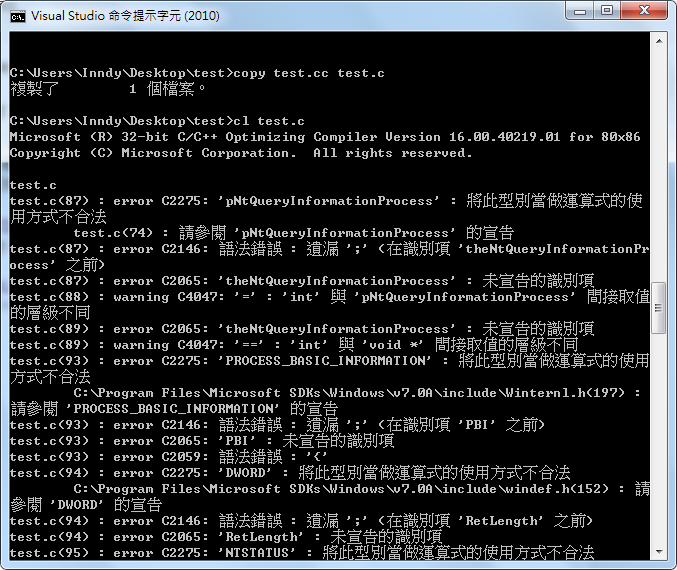 Visual Studio 命令提示字元 (2010)
C:\Users\Inndy\Desktop\test>copy test.cc test.c
複製了         1 個檔案。
C:\Users\Inndy\Desktop\test>cl test.c
Microsoft (R) 32-bit C/C++ Optimizing Compiler Version 16.00.40219.01 for 80x86
Copyright (C) Microsoft Corporation.  All rights reserved.
test.c
test.c(87) : error C2275: 'pNtQueryInformationProcess' : 將此型別當做運算式的使
用方式不合法
        test.c(74) : 請參閱 'pNtQueryInformationProcess' 的宣告
test.c(87) : error C2146: 語法錯誤 : 遺漏 ';' (在識別項 'theNtQueryInformationPr
ocess' 之前)
test.c(87) : error C2065: 'theNtQueryInformationProcess' : 未宣告的識別項
test.c(88) : warning C4047: '=' : 'int' 與 'pNtQueryInformationProcess' 間接取值
的層級不同
test.c(89) : error C2065: 'theNtQueryInformationProcess' : 未宣告的識別項
test.c(89) : warning C4047: '==' : 'int' 與 'void *' 間接取值的層級不同
test.c(93) : error C2275: 'PROCESS_BASIC_INFORMATION' : 將此型別當做運算式的使用
方式不合法
        C:\Program Files\Microsoft SDKs\Windows\v7.0A\include\Winternl.h(197) :
請參閱 'PROCESS_BASIC_INFORMATION' 的宣告
test.c(93) : error C2146: 語法錯誤 : 遺漏 ';' (在識別項 'PBI' 之前)
test.c(93) : error C2065: 'PBI' : 未宣告的識別項
test.c(93) : error C2059: 語法錯誤 : '{'
test.c(94) : error C2275: 'DWORD' : 將此型別當做運算式的使用方式不合法
        C:\Program Files\Microsoft SDKs\Windows\v7.0A\include\windef.h(152) : 請
參閱 'DWORD' 的宣告
test.c(94) : error C2146: 語法錯誤 : 遺漏 ';' (在識別項 'RetLength' 之前)
test.c(94) : error C2065: 'RetLength' : 未宣告的識別項
test.c(95) : error C2275: 'NTSTATUS' : 將此型別當做運算式的使用方式不合法